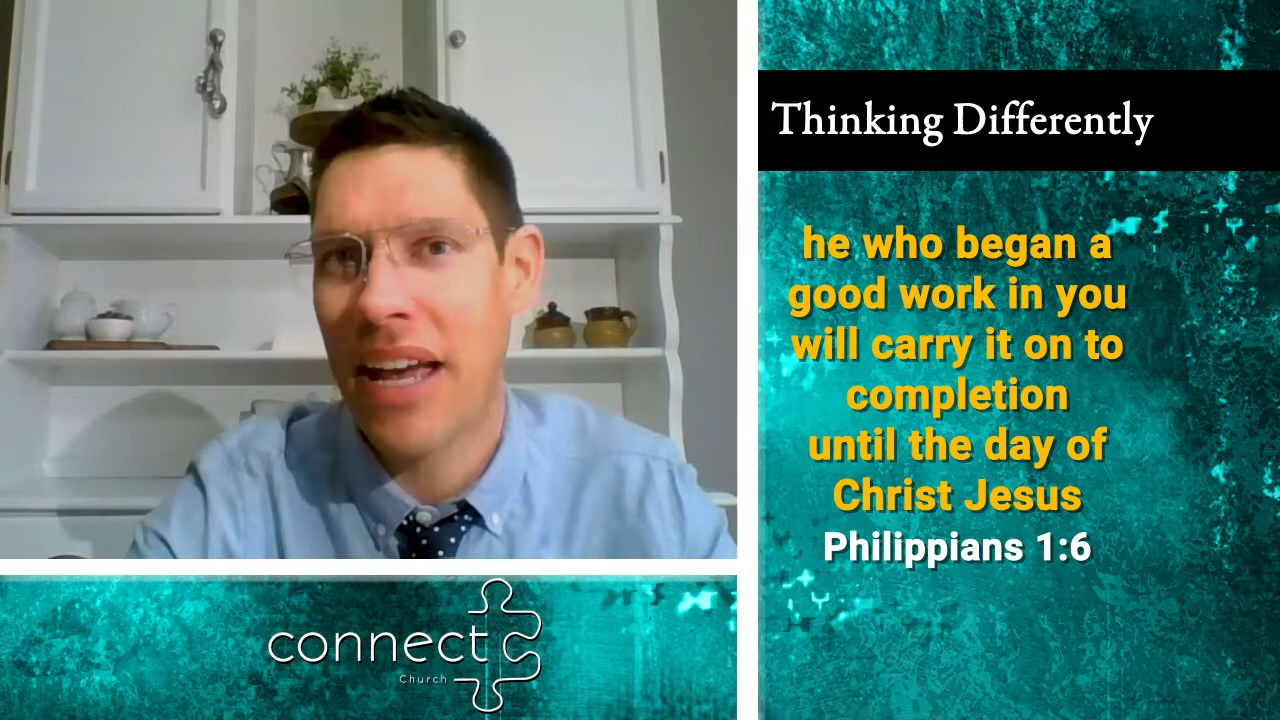 Thinking Differently
he who began a
good work in you
will carry it on to
completion
until the day of
Christ Jesus
Philippians 1:6
connect
Church